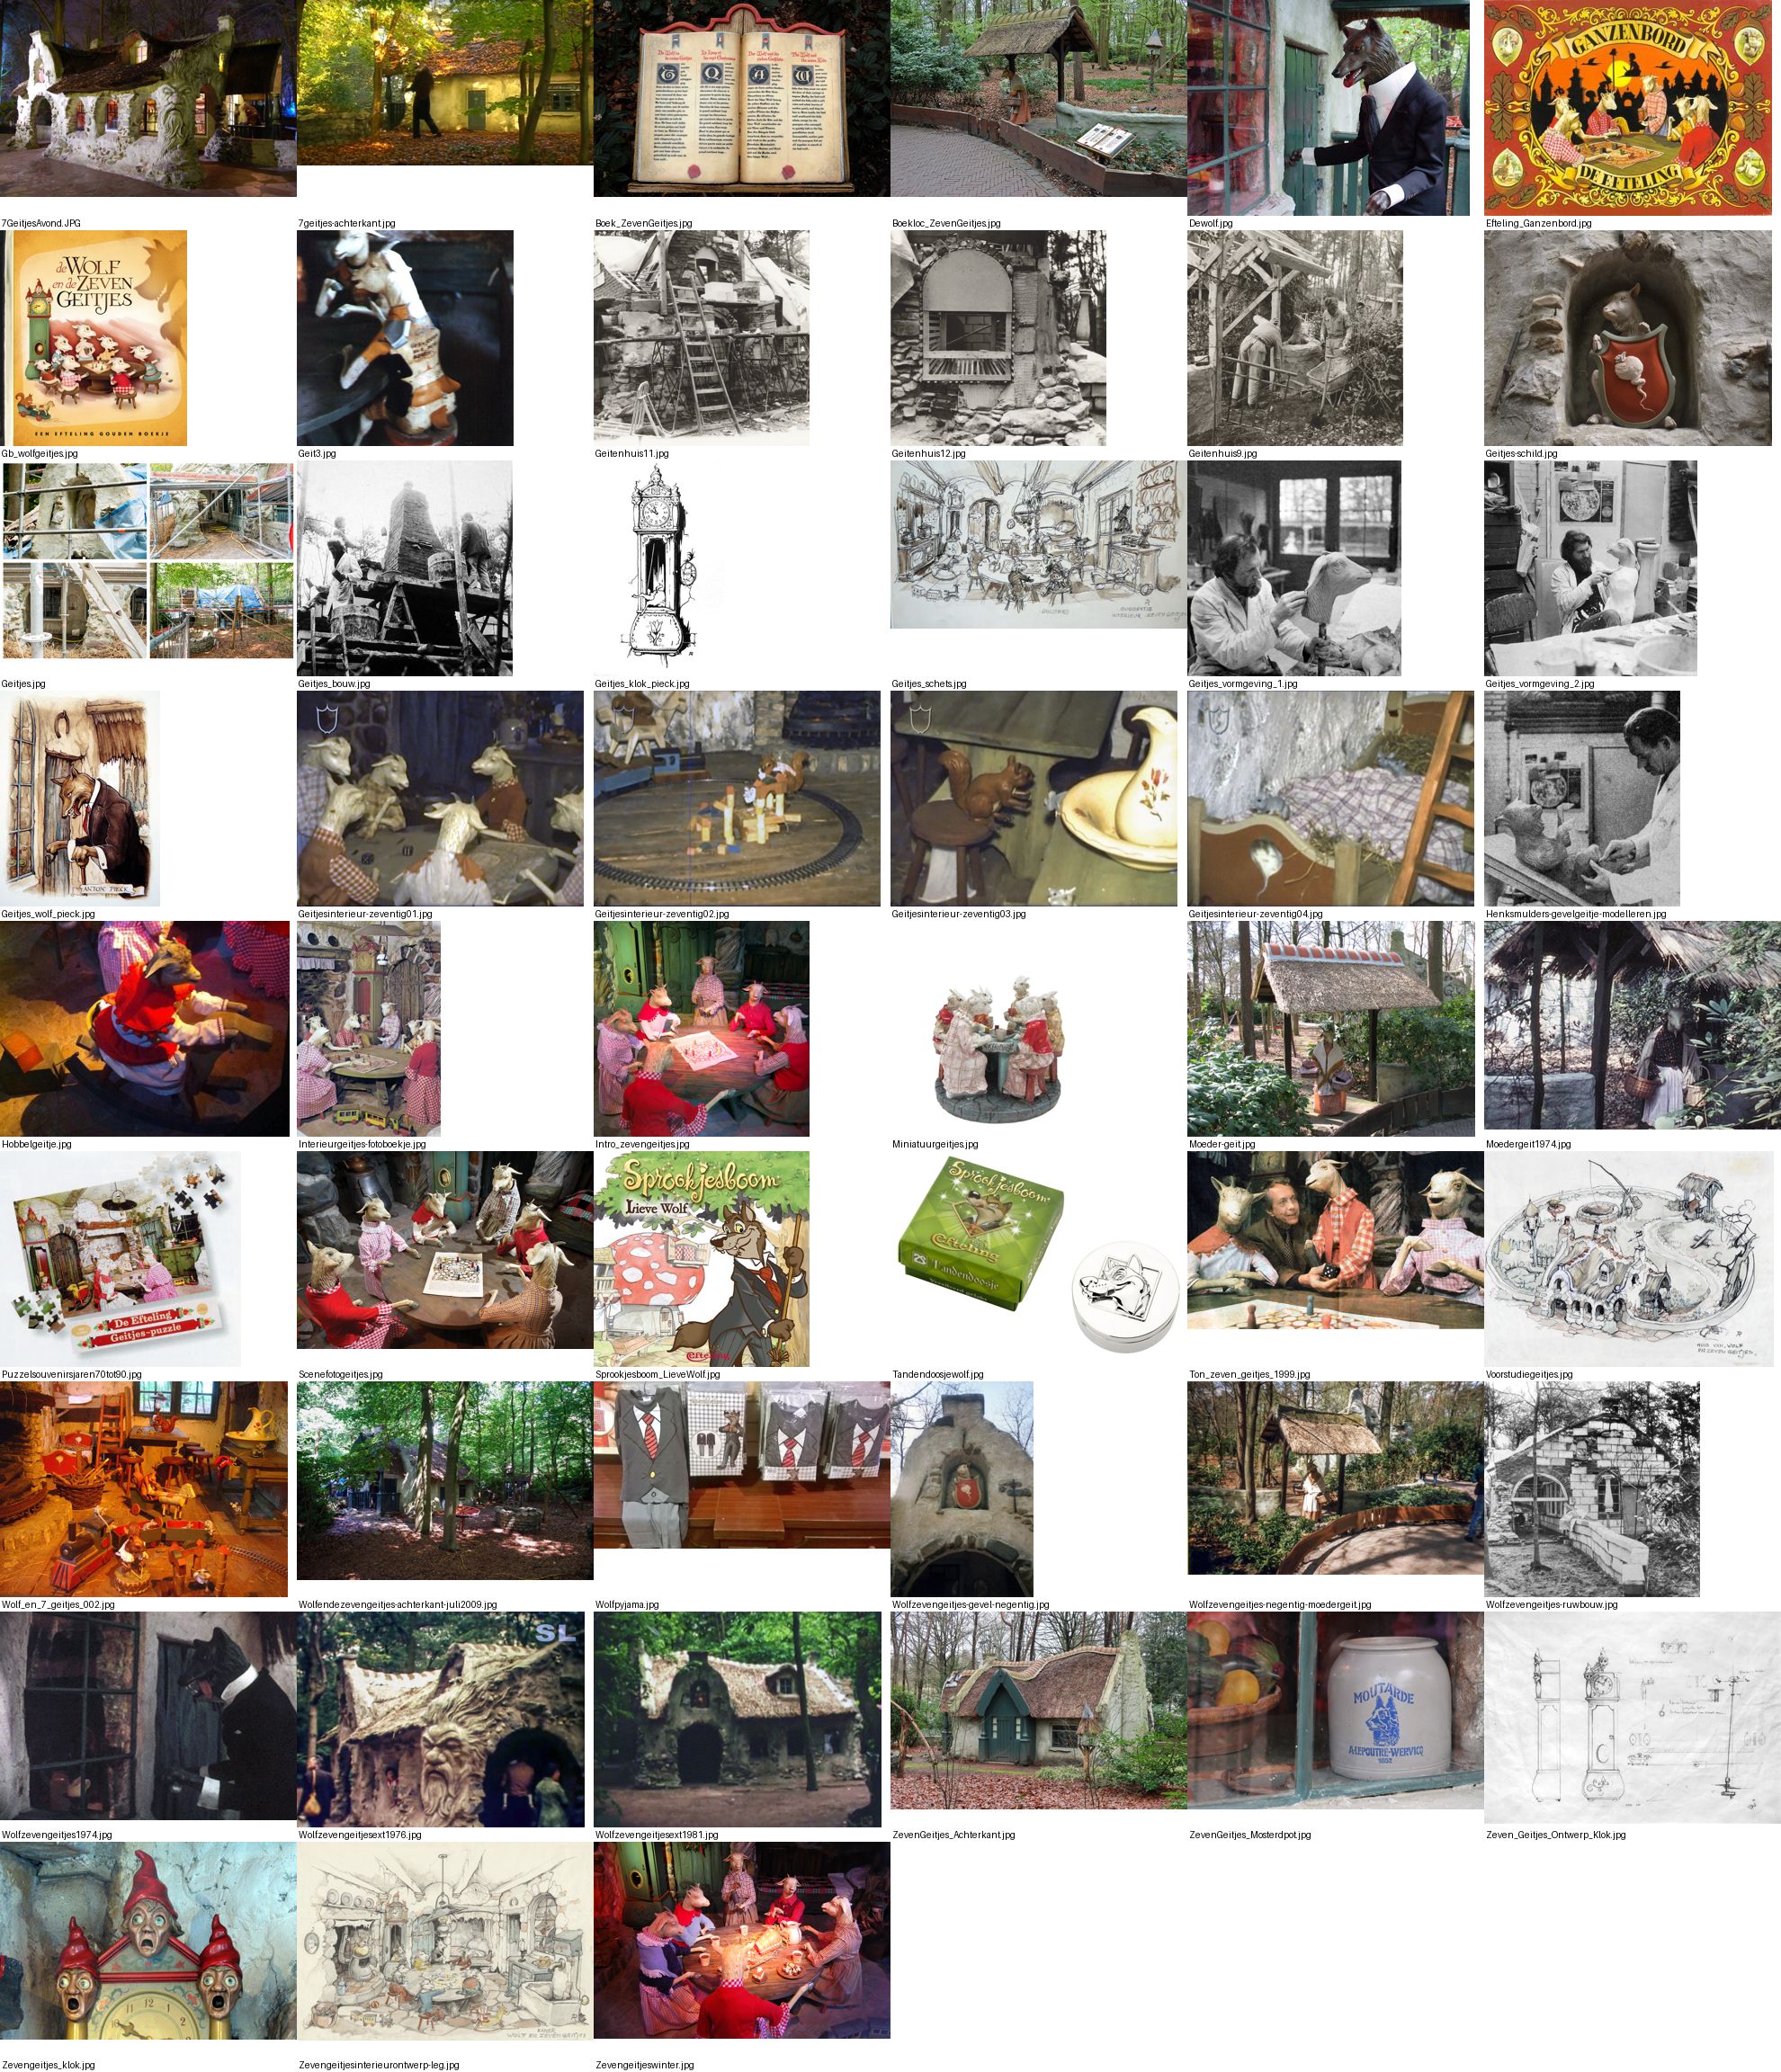 7GeitjesAvond.JPG
7geitjes-achterkant.jpg
Boek_ZevenGeitjes.jpg
Boekloc_ZevenGeitjes.jpg
Dewolf.jpg
GANZENBORD
DE EFTELING
Efteling_Ganzenbord.jpg
de WOLF
en de ZEVEN
GEITJES
EEN EFTELING GOUDEN BOEKJE
Gb_wolfgeitjes.jpg
Geit3.jpg
Geitenhuis11.jpg
Geitenhuis12.jpg
Geitenhuis9.jpg
Geitjes-schild.jpg
Geitjes.jpg
Geitjes_bouw.jpg
Geitjes_klok_pieck.jpg
Geitjes_schets.jpg
Geitjes_vormgeving_1.jpg
Geitjes_vormgeving_2.jpg
ANTON PIECK
Geitjes_wolf_pieck.jpg
Geitjesinterieur-zeventig01.jpg
Geitjesinterieur-zeventig02.jpg
Geitjesinterieur-zeventig03.jpg
Geitjesinterieur-zeventig04.jpg
Henksmulders-gevelgeitje-modelleren.jpg
Hobbelgeitje.jpg
Interieurgeitjes-fotoboekje.jpg
Intro_zevengeitjes.jpg
Miniatuurgeitjes.jpg
Moeder-geit.jpg
Moedergeit1974.jpg
De Efteling
Geitjes-puzzle
Puzzelsouvenirsjaren70tot90.jpg
Scenefotogeitjes.jpg
Sprookjesboom
Lieve Wolf
Efteling
Sprookjesboom_LieveWolf.jpg
Sprookjesboom
Efteling
Tandendoosje
Tandendoosjewolf.jpg
Ton_zeven_geitjes_1999.jpg
Voorstudiegeitjes.jpg
Wolf_en_7_geitjes_002.jpg
Wolfendezevengeitjes-achterkant-juli2009.jpg
Wolfpyjama.jpg
Wolfzevengeitjes-gevel-negentig.jpg
Wolfzevengeitjes-negentig-moedergeit.jpg
Wolfzevengeitjes-ruwbouw.jpg
Wolfzevengeitjes1974.jpg
SL
Wolfzevengeitjesext1976.jpg
Wolfzevengeitjesext1981.jpg
ZevenGeitjes_Achterkant.jpg
MOUTARDE
ALEPOUTRE-WERVICQ
ZevenGeitjes_Mosterdpot.jpg
Zeven_Geitjes_Ontwerp_Klok.jpg
Zevengeitjes_klok.jpg
Zevengeitjesinterieurontwerp-leg.jpg
Zevengeitjeswinter.jpg